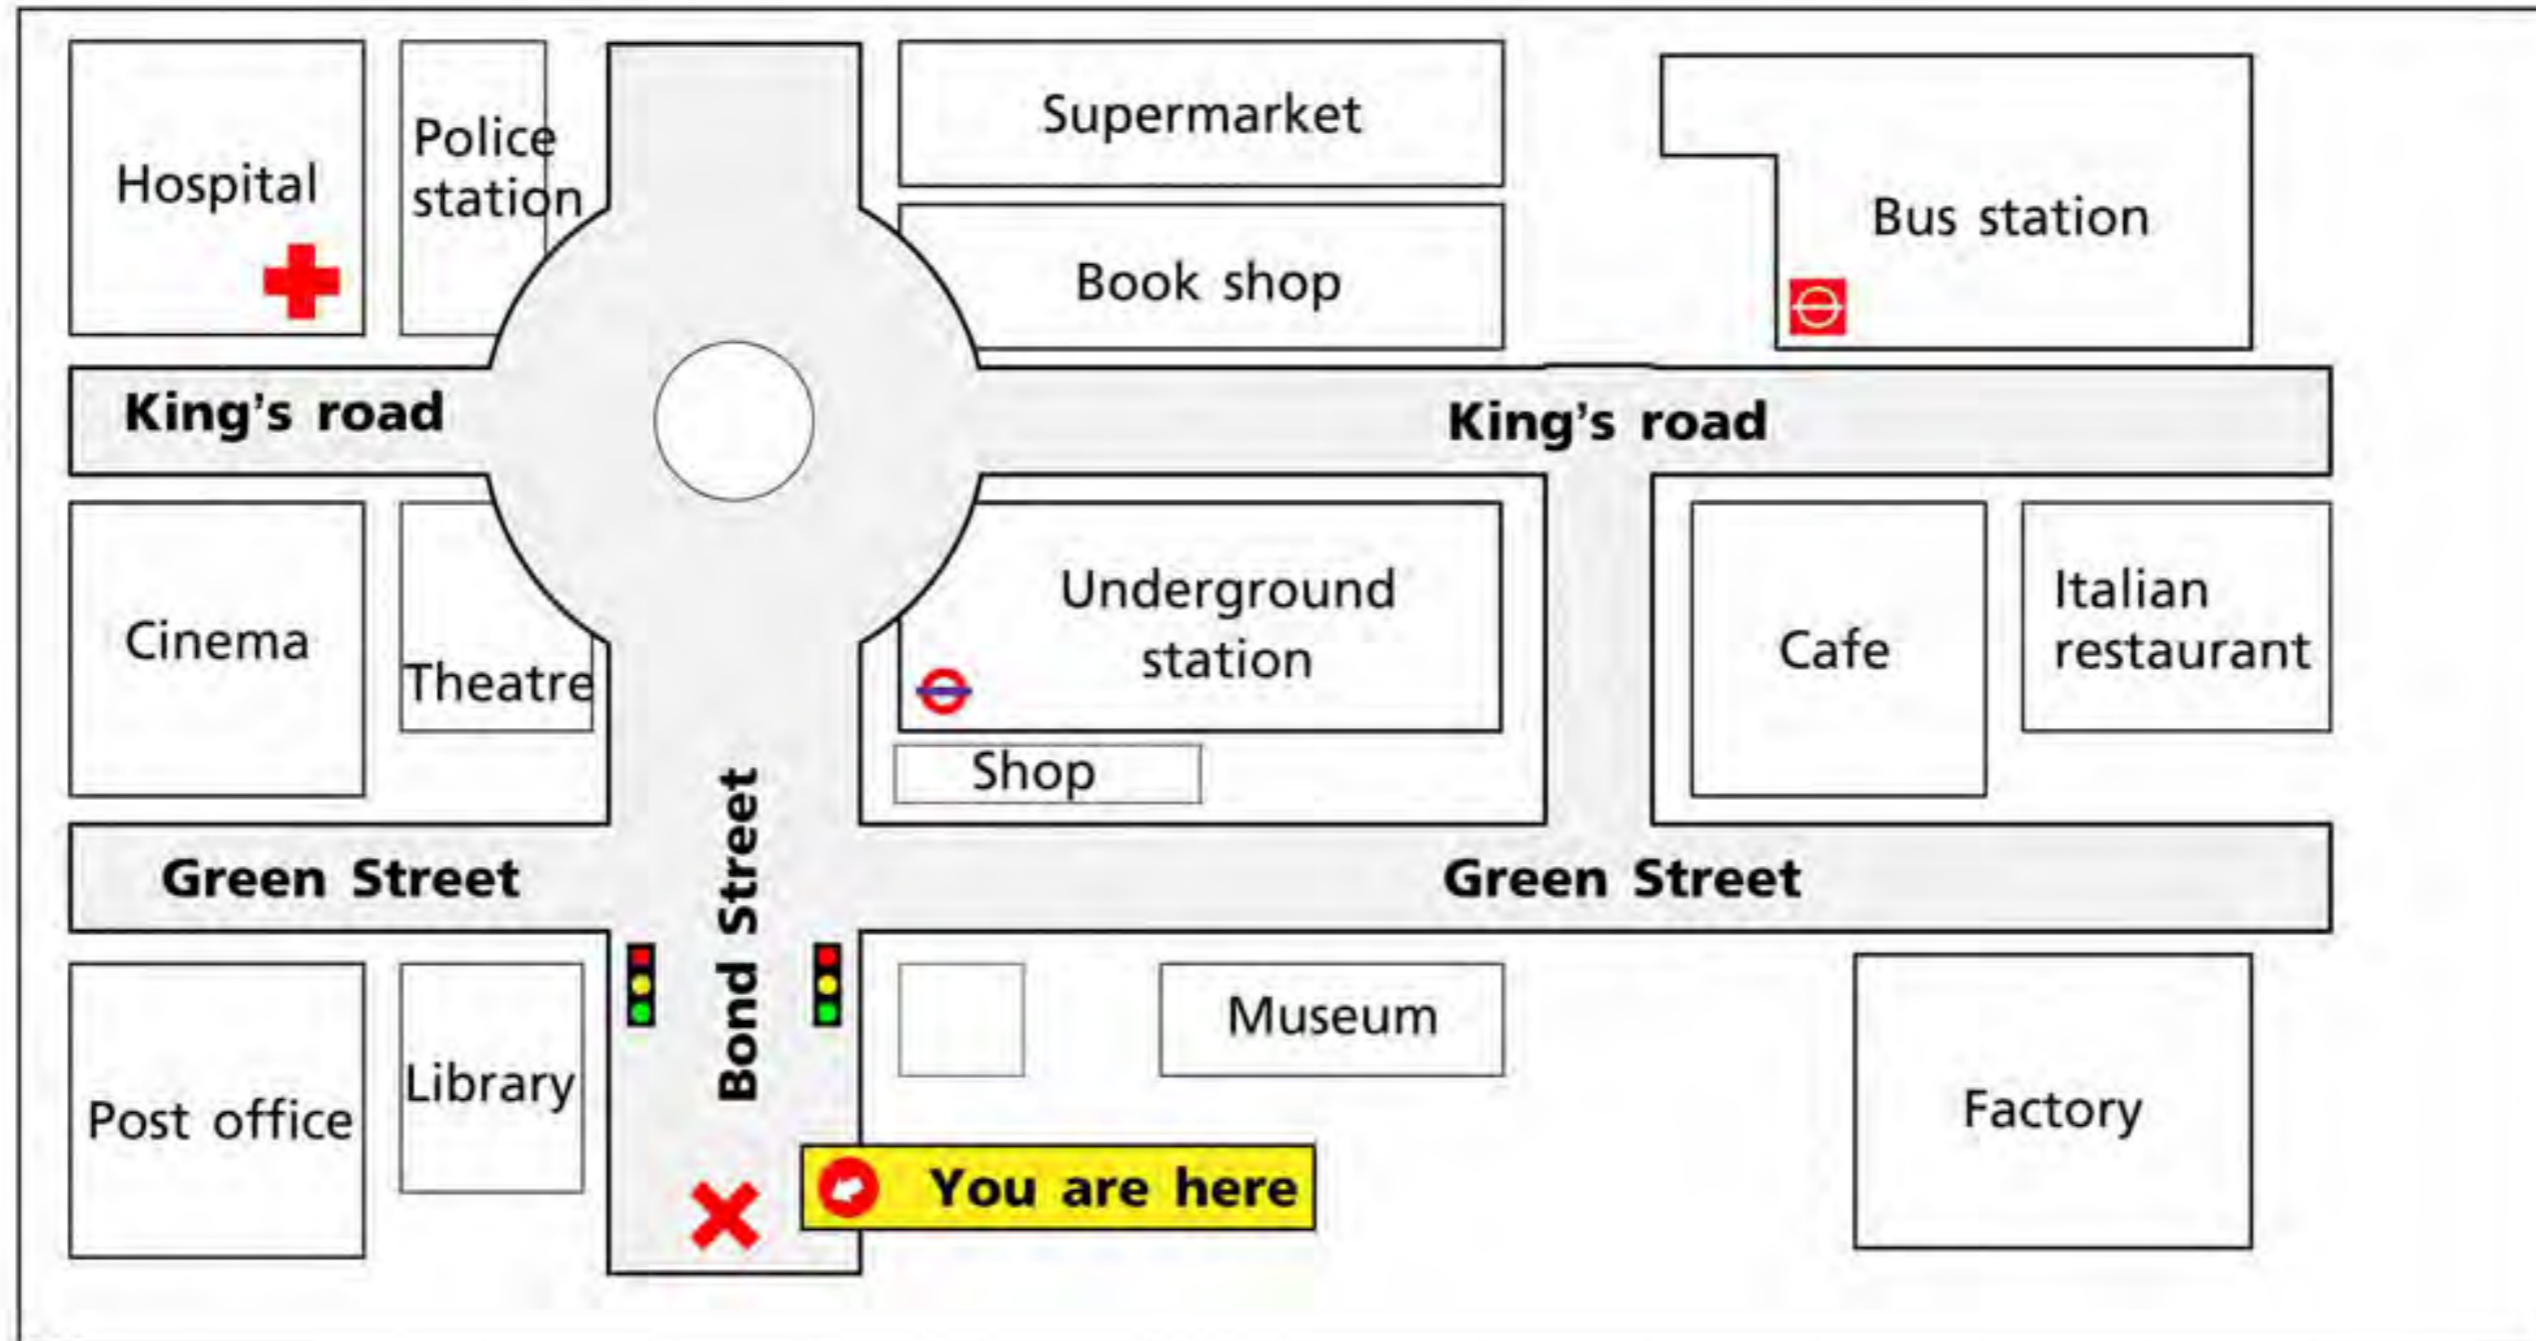 Hospital
Police
station
Supermarket
Book shop
Bus station
King’s road
King’s road
Cinema
Theatre
Underground
station
Shop
Cafe
Italian
restaurant
Green Street
Bond Street
Green Street
Post office
Library
Museum
Factory
You are here